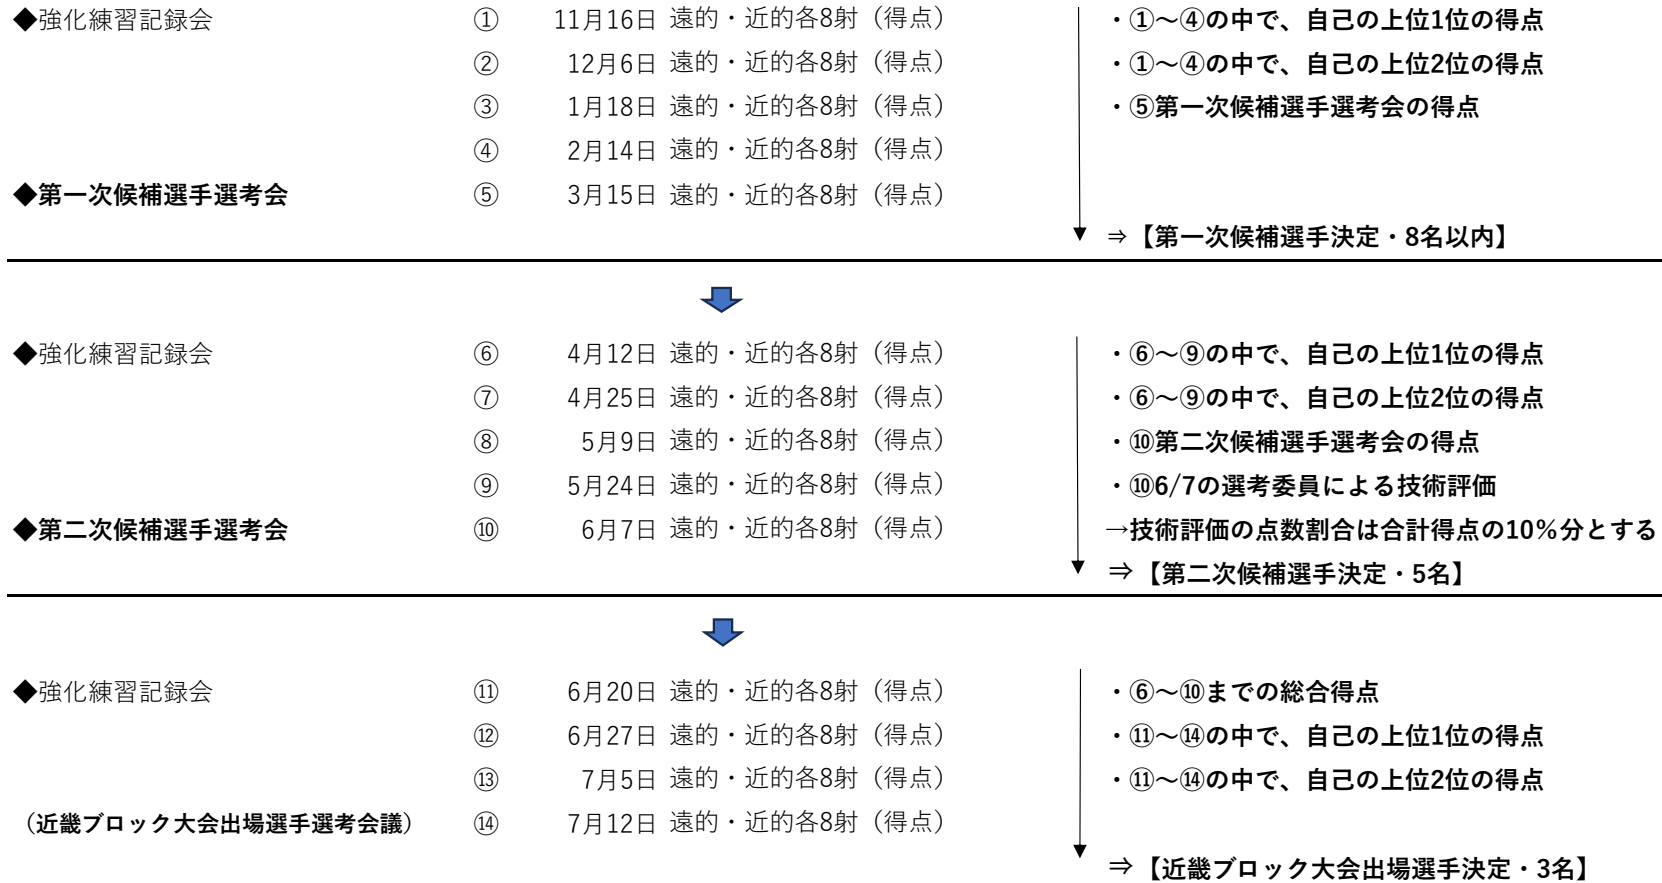 ◆強化練習記録会 ① 11月16日 遠的・近的各8射（得点） ・①～④の中で、自己の上位1位の得点
② 12月6日 遠的・近的各8射（得点） ・①～④の中で、自己の上位2位の得点
③ 1月18日 遠的・近的各8射（得点） ・⑤第一次候補選手選考会の得点
④ 2月14日 遠的・近的各8射（得点）
◆第一次候補選手選考会 ⑤ 3月15日 遠的・近的各8射（得点）
⇒【第一次候補選手決定・8名以内】
◆強化練習記録会 ⑥ 4月12日 遠的・近的各8射（得点） ・⑥～⑨の中で、自己の上位1位の得点
⑦ 4月25日 遠的・近的各8射（得点） ・⑥～⑨の中で、自己の上位2位の得点
⑧ 5月9日 遠的・近的各8射（得点） ・⑩第二次候補選手選考会の得点
⑨ 5月24日 遠的・近的各8射（得点） ・⑩6/7の選考委員による技術評価
◆第二次候補選手選考会 ⑩ 6月7日 遠的・近的各8射（得点） →技術評価の点数割合は合計得点の10％分とする
⇒【第二次候補選手決定・5名】
◆強化練習記録会 ⑪ 6月20日 遠的・近的各8射（得点） ・⑥～⑩までの総合得点
⑫ 6月27日 遠的・近的各8射（得点） ・⑪～⑭の中で、自己の上位1位の得点
⑬ 7月5日 遠的・近的各8射（得点） ・⑪～⑭の中で、自己の上位2位の得点
（近畿ブロック大会出場選手選考会議） ⑭ 7月12日 遠的・近的各8射（得点）
⇒【近畿ブロック大会出場選手決定・3名】